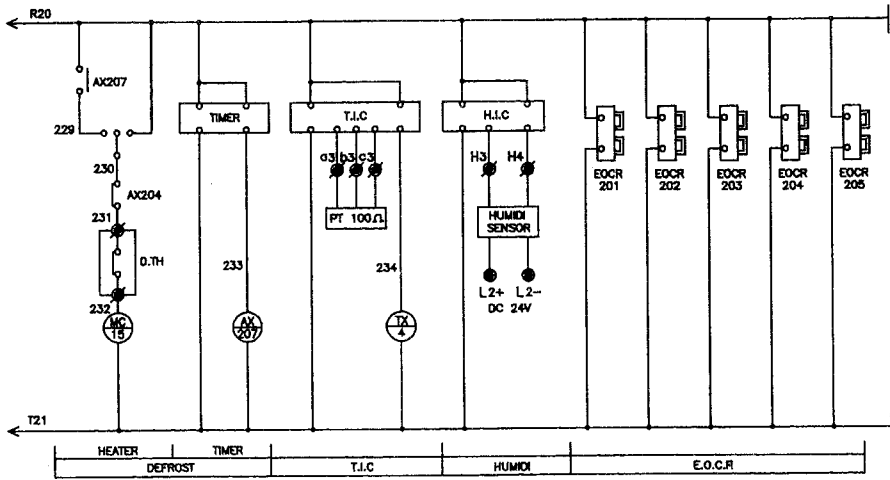 R20
AX207
229
230
AX204
231
D.TH
232
MC
15
TIMER
233
AX
207
T.I.C
a3 b3 c3
PT 100Ω
234
TX
4
H.I.C
H3 H4
HUMIDI
SENSOR
L2+ L2-
DC 24V
EOCR
201
EOCR
202
EOCR
203
EOCR
204
EOCR
205
T21
HEATER TIMER
DEFROST T.I.C HUMIDI E.O.C.R